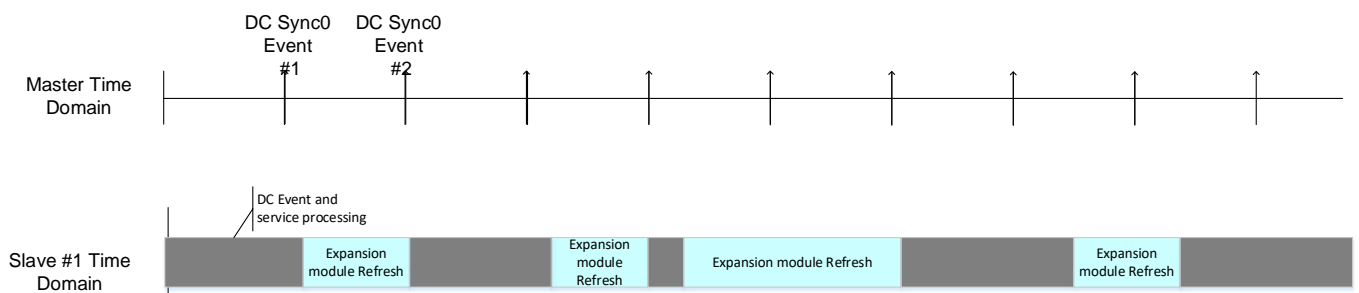 DC Sync0
Event
#1
DC Sync0
Event
#2
Master Time
Domain
DC Event and
service processing
Slave #1 Time
Domain
Expansion
module Refresh
Expansion
module
Refresh
Expansion module Refresh
Expansion
module Refresh